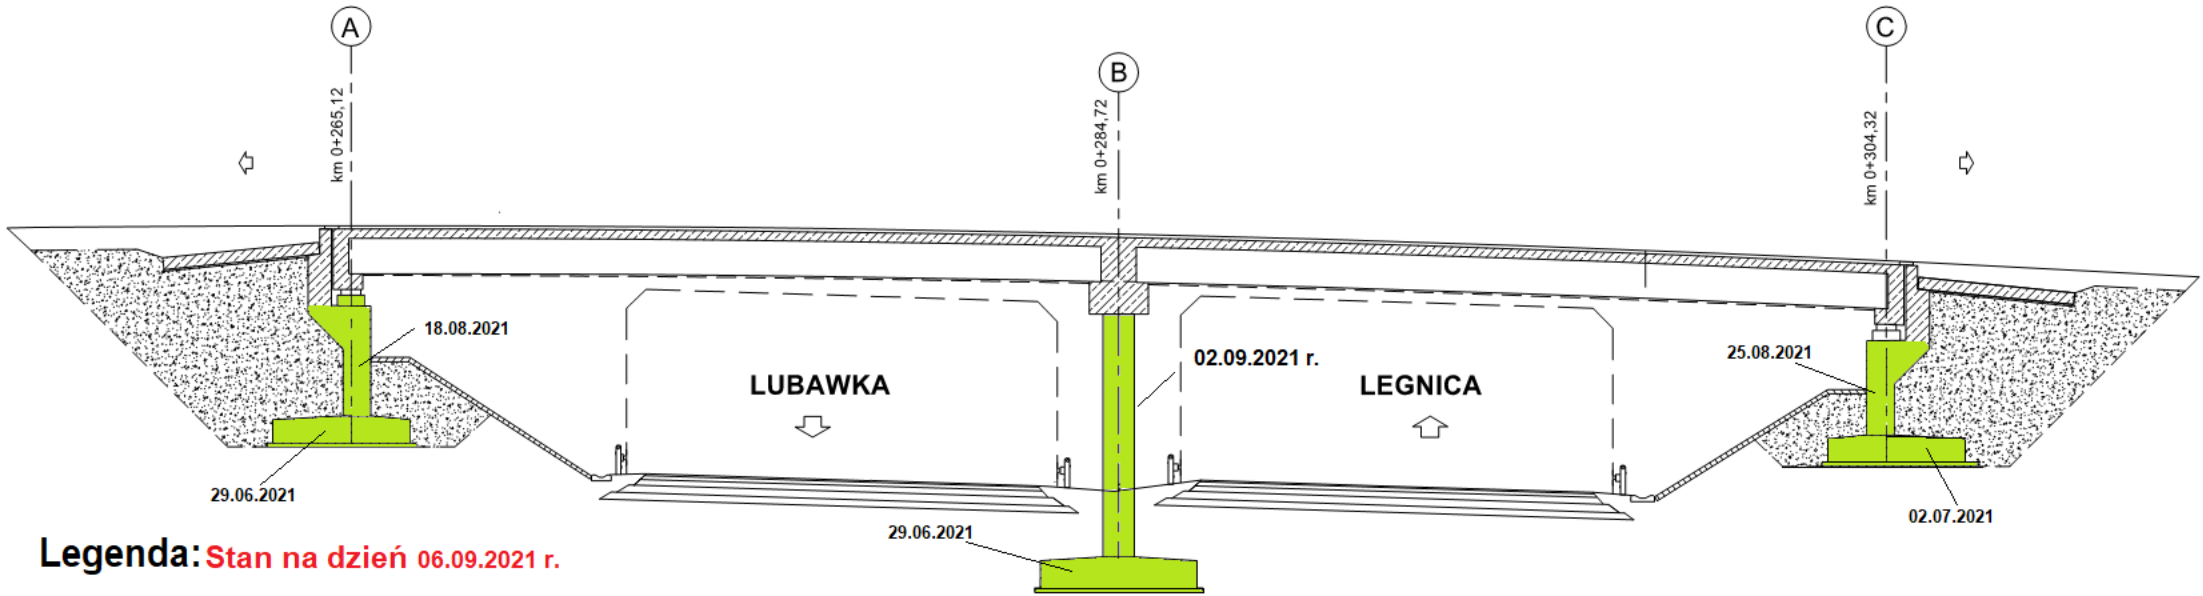 A
B
C
km 0+265,12
km 0+284,72
km 0+304,32
18.08.2021
02.09.2021 r.
25.08.2021
LUBAWKA
LEGNICA
29.06.2021
02.07.2021
29.06.2021
Legenda: Stan na dzień 06.09.2021 r.